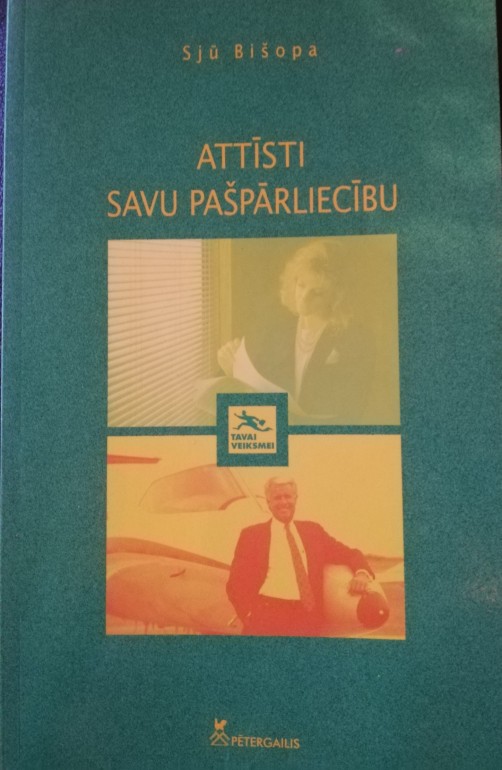 Sjū Bišopa
ATTĪSTI
SAVU PAŠPĀRLIECĪBU
TAVAI
VEIKSMEI
PĒTERGAILIS